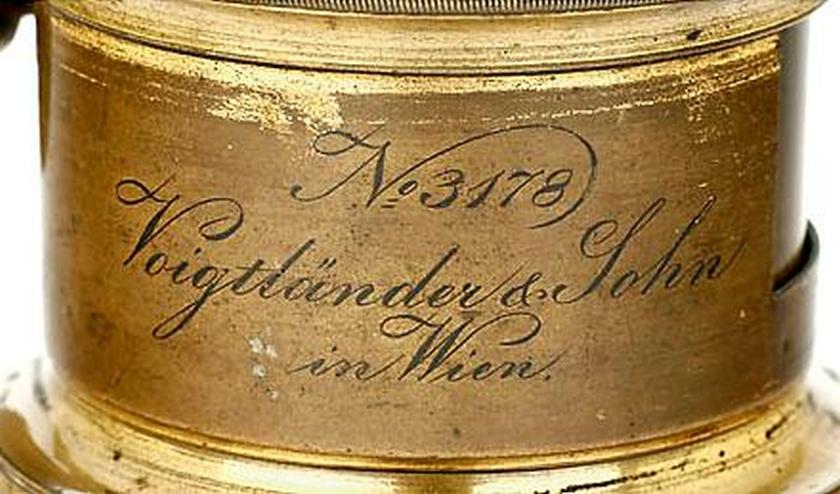 No 3178
Voigtländer & Sohn
in Wien.